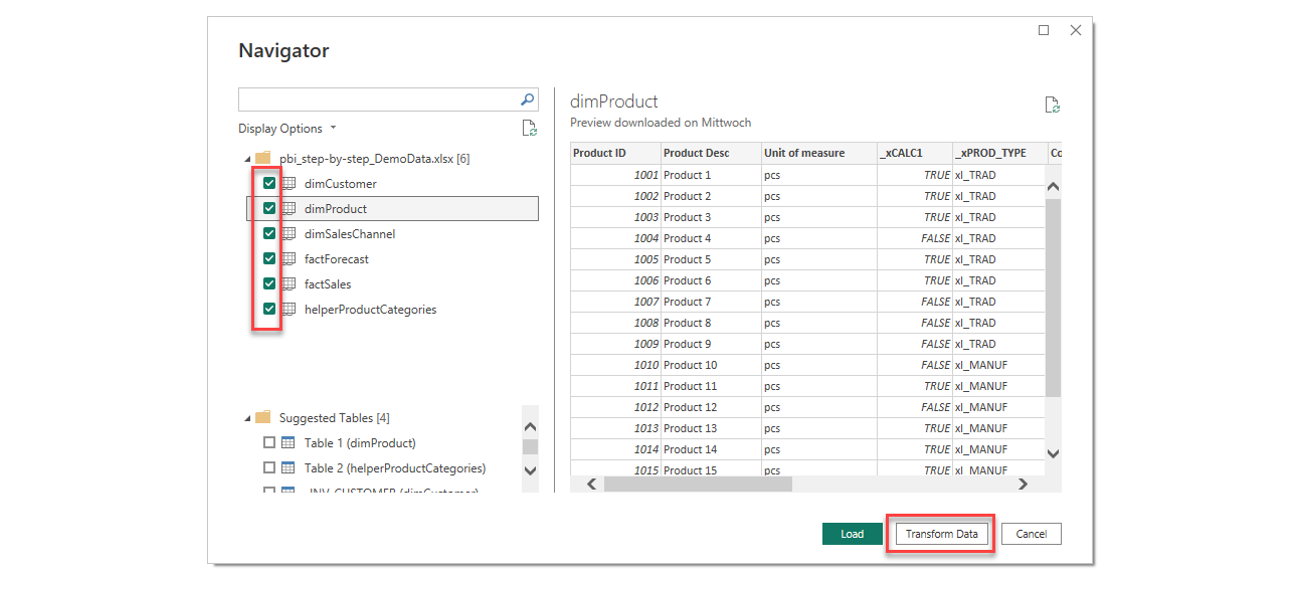 Navigator
Display Options
pbi_step-by-step_DemoData.xlsx [6]
dimCustomer
dimProduct
dimSalesChannel
factForecast
factSales
helperProductCategories
Suggested Tables [4]
Table 1 (dimProduct)
Table 2 (helperProductCategories)
_INV_CUSTOMER (dimCustomer)
dimProduct
Preview downloaded on Mittwoch
Product ID Product Desc Unit of measure _xCALC1 _xPROD_TYPE Co
1001 Product 1 pcs TRUE xl_TRAD
1002 Product 2 pcs TRUE xl_TRAD
1003 Product 3 pcs TRUE xl_TRAD
1004 Product 4 pcs FALSE xl_TRAD
1005 Product 5 pcs TRUE xl_TRAD
1006 Product 6 pcs TRUE xl_TRAD
1007 Product 7 pcs FALSE xl_TRAD
1008 Product 8 pcs FALSE xl_TRAD
1009 Product 9 pcs FALSE xl_TRAD
1010 Product 10 pcs FALSE xl_MANUF
1011 Product 11 pcs TRUE xl_MANUF
1012 Product 12 pcs FALSE xl_MANUF
1013 Product 13 pcs TRUE xl_MANUF
1014 Product 14 pcs TRUE xl_MANUF
1015 Product 15 pcs TRUE xl_MANUF
Load Transform Data Cancel